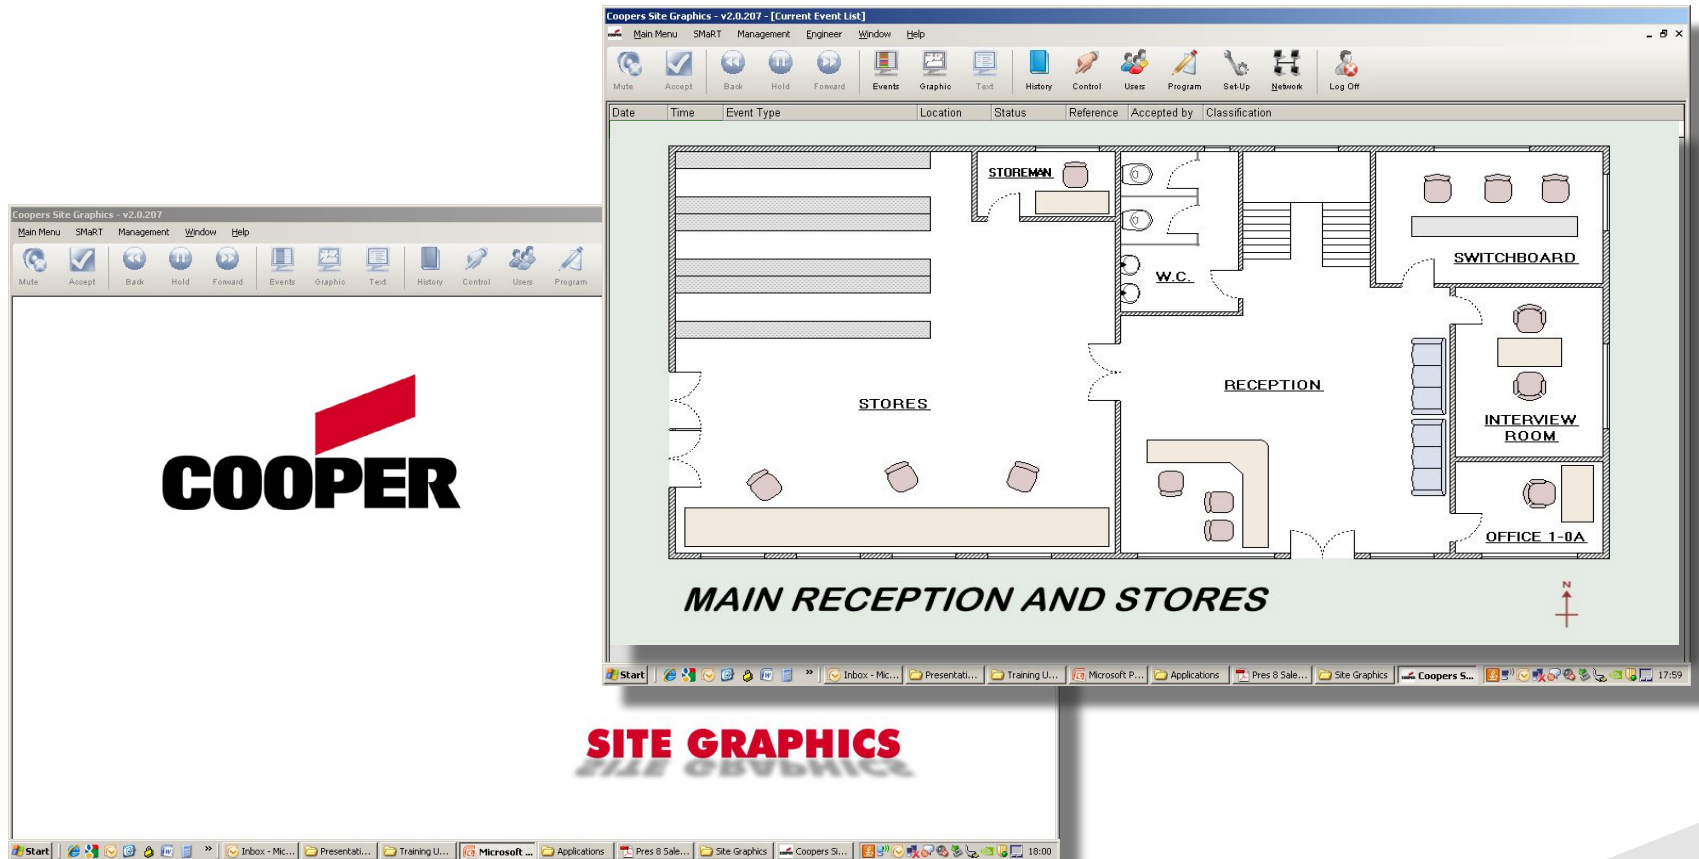 Coopers Site Graphics - v2.0.207 - [Current Event List]
COOPER Main Menu SMaRT Management Engineer Window Help
Mute Accept Back Hold Forward Events Graphic Text History Control Users Program Set-Up Network Log Off
Date Time Event Type Location Status Reference Accepted by Classification
STOREMAN
W.C.
SWITCHBOARD
STORES
RECEPTION
INTERVIEW
ROOM
OFFICE 1-0A
MAIN RECEPTION AND STORES
N
Start » Inbox - Mic... Presentati... Training U... Microsoft P... Applications Pres 8 Sale... Site Graphics Coopers S... 17:59
Coopers Site Graphics - v2.0.207
Main Menu SMaRT Management Window Help
Mute Accept Back Hold Forward Events Graphic Text History Control Users Program
COOPER
SITE GRAPHICS
Start » Inbox - Mic... Presentati... Training U... Microsoft ... Applications Pres 8 Sale... Site Graphics Coopers Si... 18:00